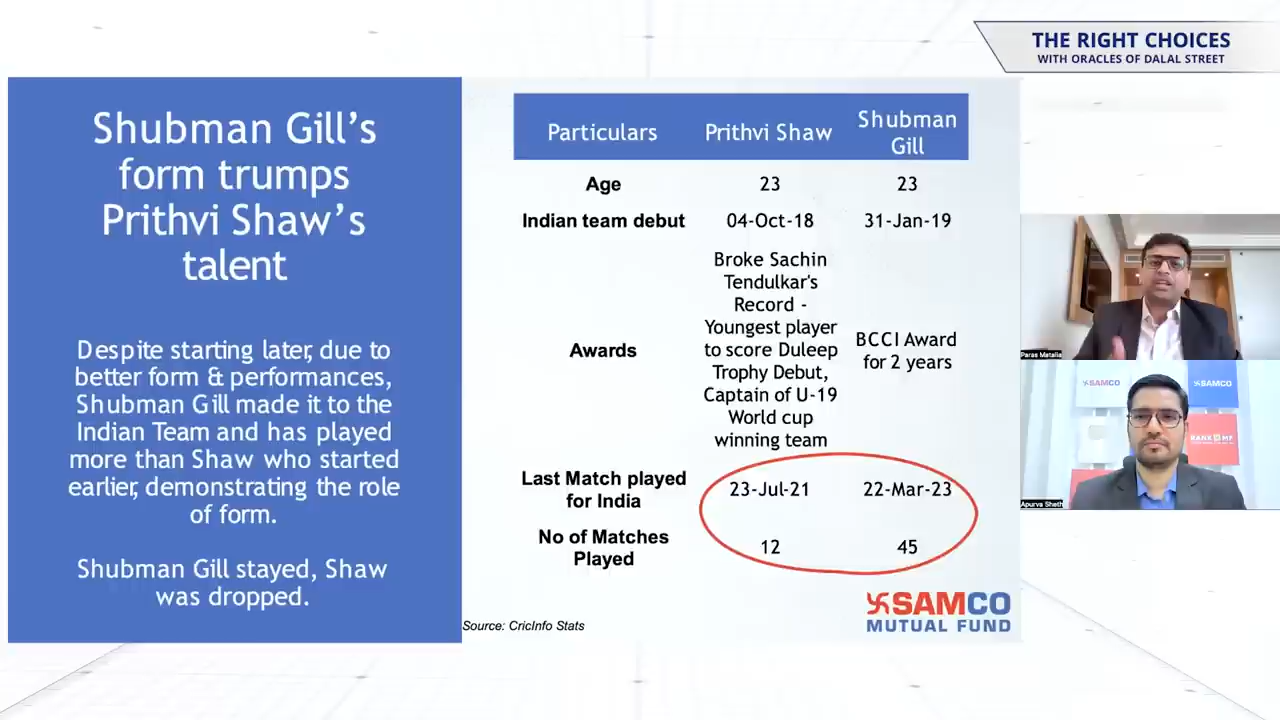 THE RIGHT CHOICES
WITH ORACLES OF DALAL STREET
Shubman Gill's
form trumps
Prithvi Shaw's
talent
Despite starting later, due to
better form & performances,
Shubman Gill made it to the
Indian Team and has played
more than Shaw who started
earlier, demonstrating the role
of form.
Shubman Gill stayed, Shaw
was dropped.
Particulars Prithvi Shaw Shubman
Gill
Age 23 23
Indian team debut 04-Oct-18 31-Jan-19
Awards
Broke Sachin
Tendulkar's
Record -
Youngest player
to score Duleep
Trophy Debut,
Captain of U-19
World cup
winning team
BCCI Award
for 2 years
Last Match played
for India
23-Jul-21 22-Mar-23
No of Matches
Played
12 45
Source: CricInfo Stats
SAMCO
MUTUAL FUND
Paras Matalia
SAMCO
SAMCO
RANK MF
Apurva Sheth